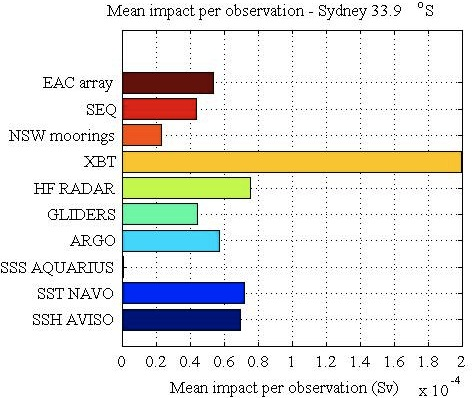 Mean impact per observation - Sydney 33.9 °S
EAC array
SEQ
NSW moorings
XBT
HF RADAR
GLIDERS
ARGO
SSS AQUARIUS
SST NAVO
SSH AVISO
0 0.2 0.4 0.6 0.8 1 1.2 1.4 1.6 1.8 2
Mean impact per observation (Sv) x 10^-4